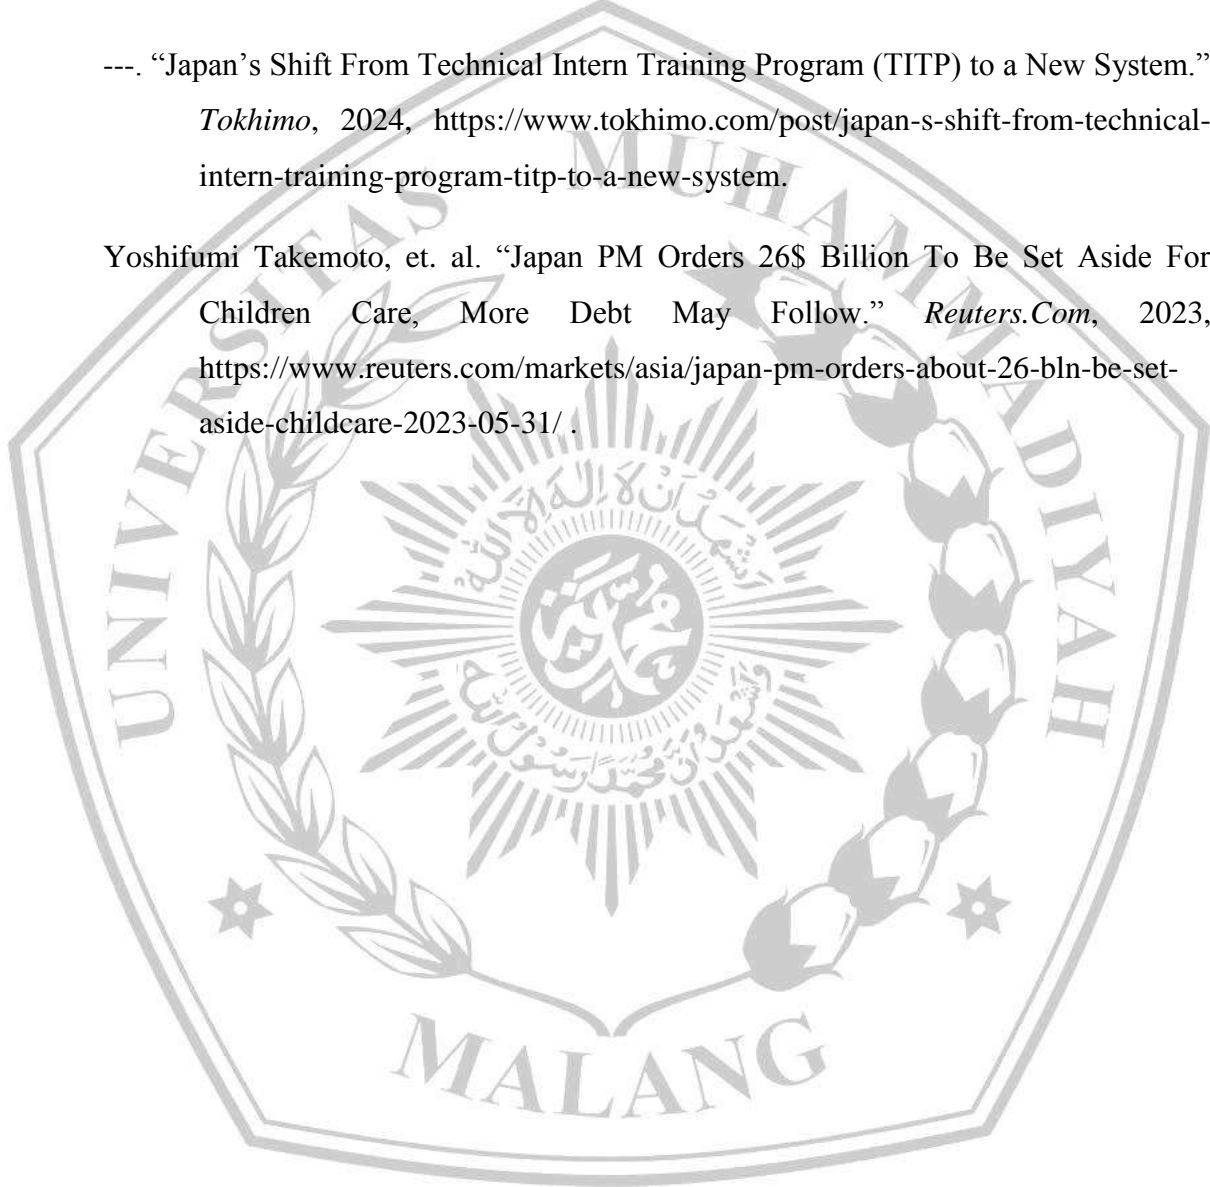 ---. “Japan’s Shift From Technical Intern Training Program (TITP) to a New System.”
Tokhimo, 2024, https://www.tokhimo.com/post/japan-s-shift-from-technical-
intern-training-program-titp-to-a-new-system.
Yoshifumi Takemoto, et. al. “Japan PM Orders 26$ Billion To Be Set Aside For
Children Care, More Debt May Follow.” Reuters.Com, 2023,
https://www.reuters.com/markets/asia/japan-pm-orders-about-26-bln-be-set-
aside-childcare-2023-05-31/ .
UNIVERSITAS MUHAMMADIYAH
MALANG